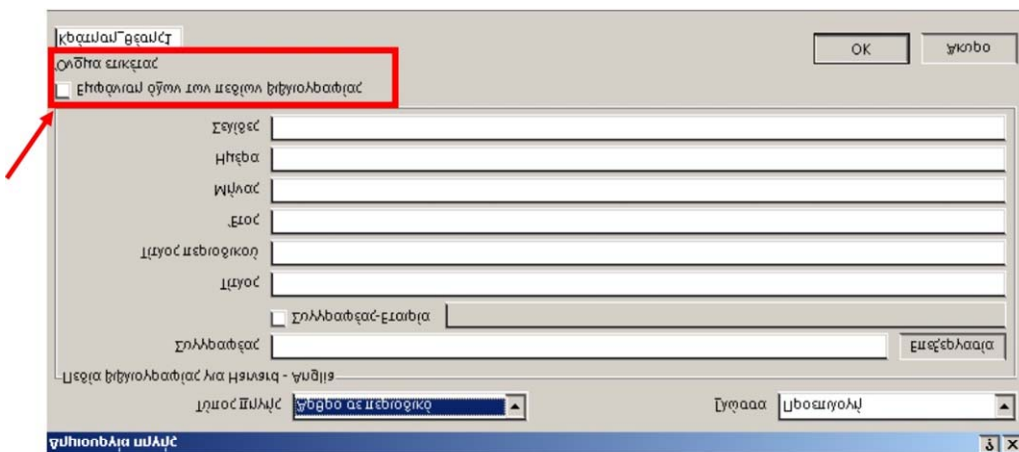 Δημιουργία πηγής
Τύπος πηγής Άρθρο σε περιοδικό Γλώσσα Προεπιλογή
Πεδία βιβλιογραφίας για Harvard - Anglia
Συγγραφέας Επεξεργασία
Συγγραφέας-Εταιρία
Τίτλος
Τίτλος περιοδικού
Έτος
Μήνας
Ημέρα
Σελίδες
Εμφάνιση όλων των πεδίων βιβλιογραφίας
Όνομα ετικέτας
Κράτηση_θέσης1
OK Άκυρο